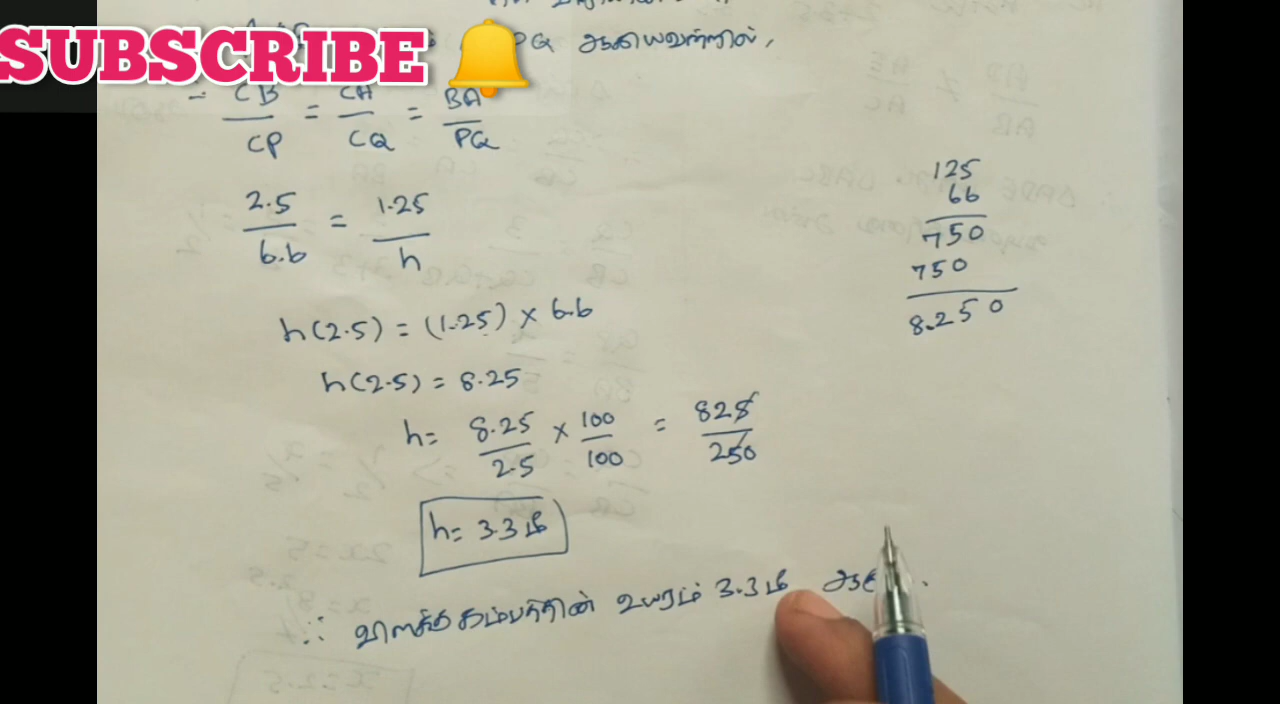 SUBSCRIBE
PQ ஆகியவற்றால்,
CB/CP = CA/CQ = BA/PQ
2.5/6.6 = 1.25/h
h(2.5) = (1.25) × 6.6
h(2.5) = 8.25
h = 8.25/2.5 × 100/100 = 825/250
h = 3.3 மீ
∴ விளக்கு கம்பத்தின் உயரம் 3.3 மீ
125
66
750
750
8.250